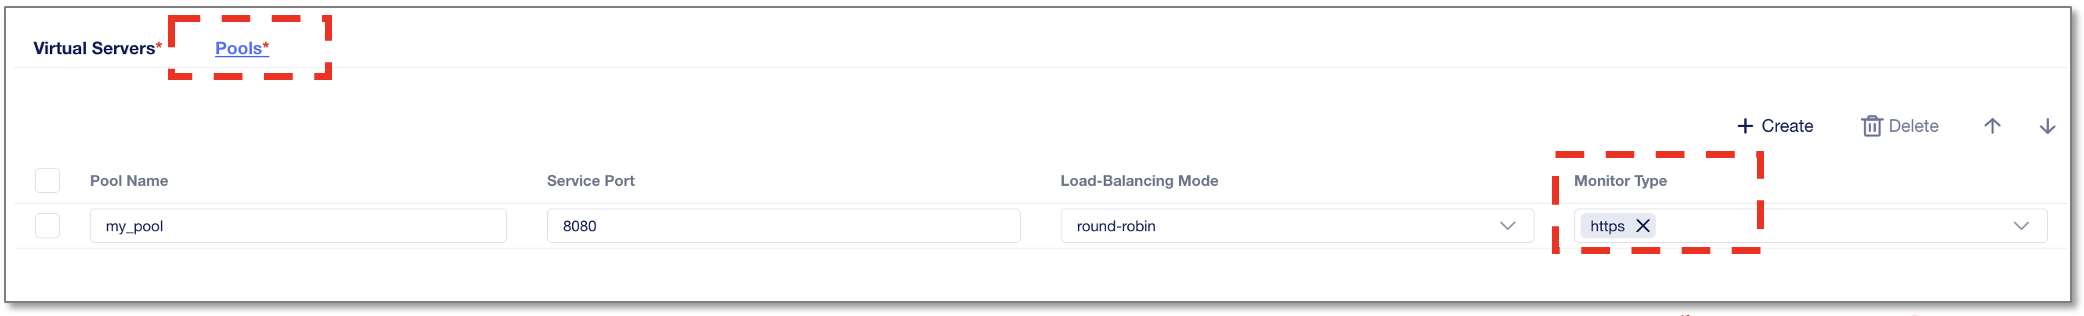 Virtual Servers* Pools*
+ Create Delete
Pool Name Service Port Load-Balancing Mode Monitor Type
my_pool 8080 round-robin https